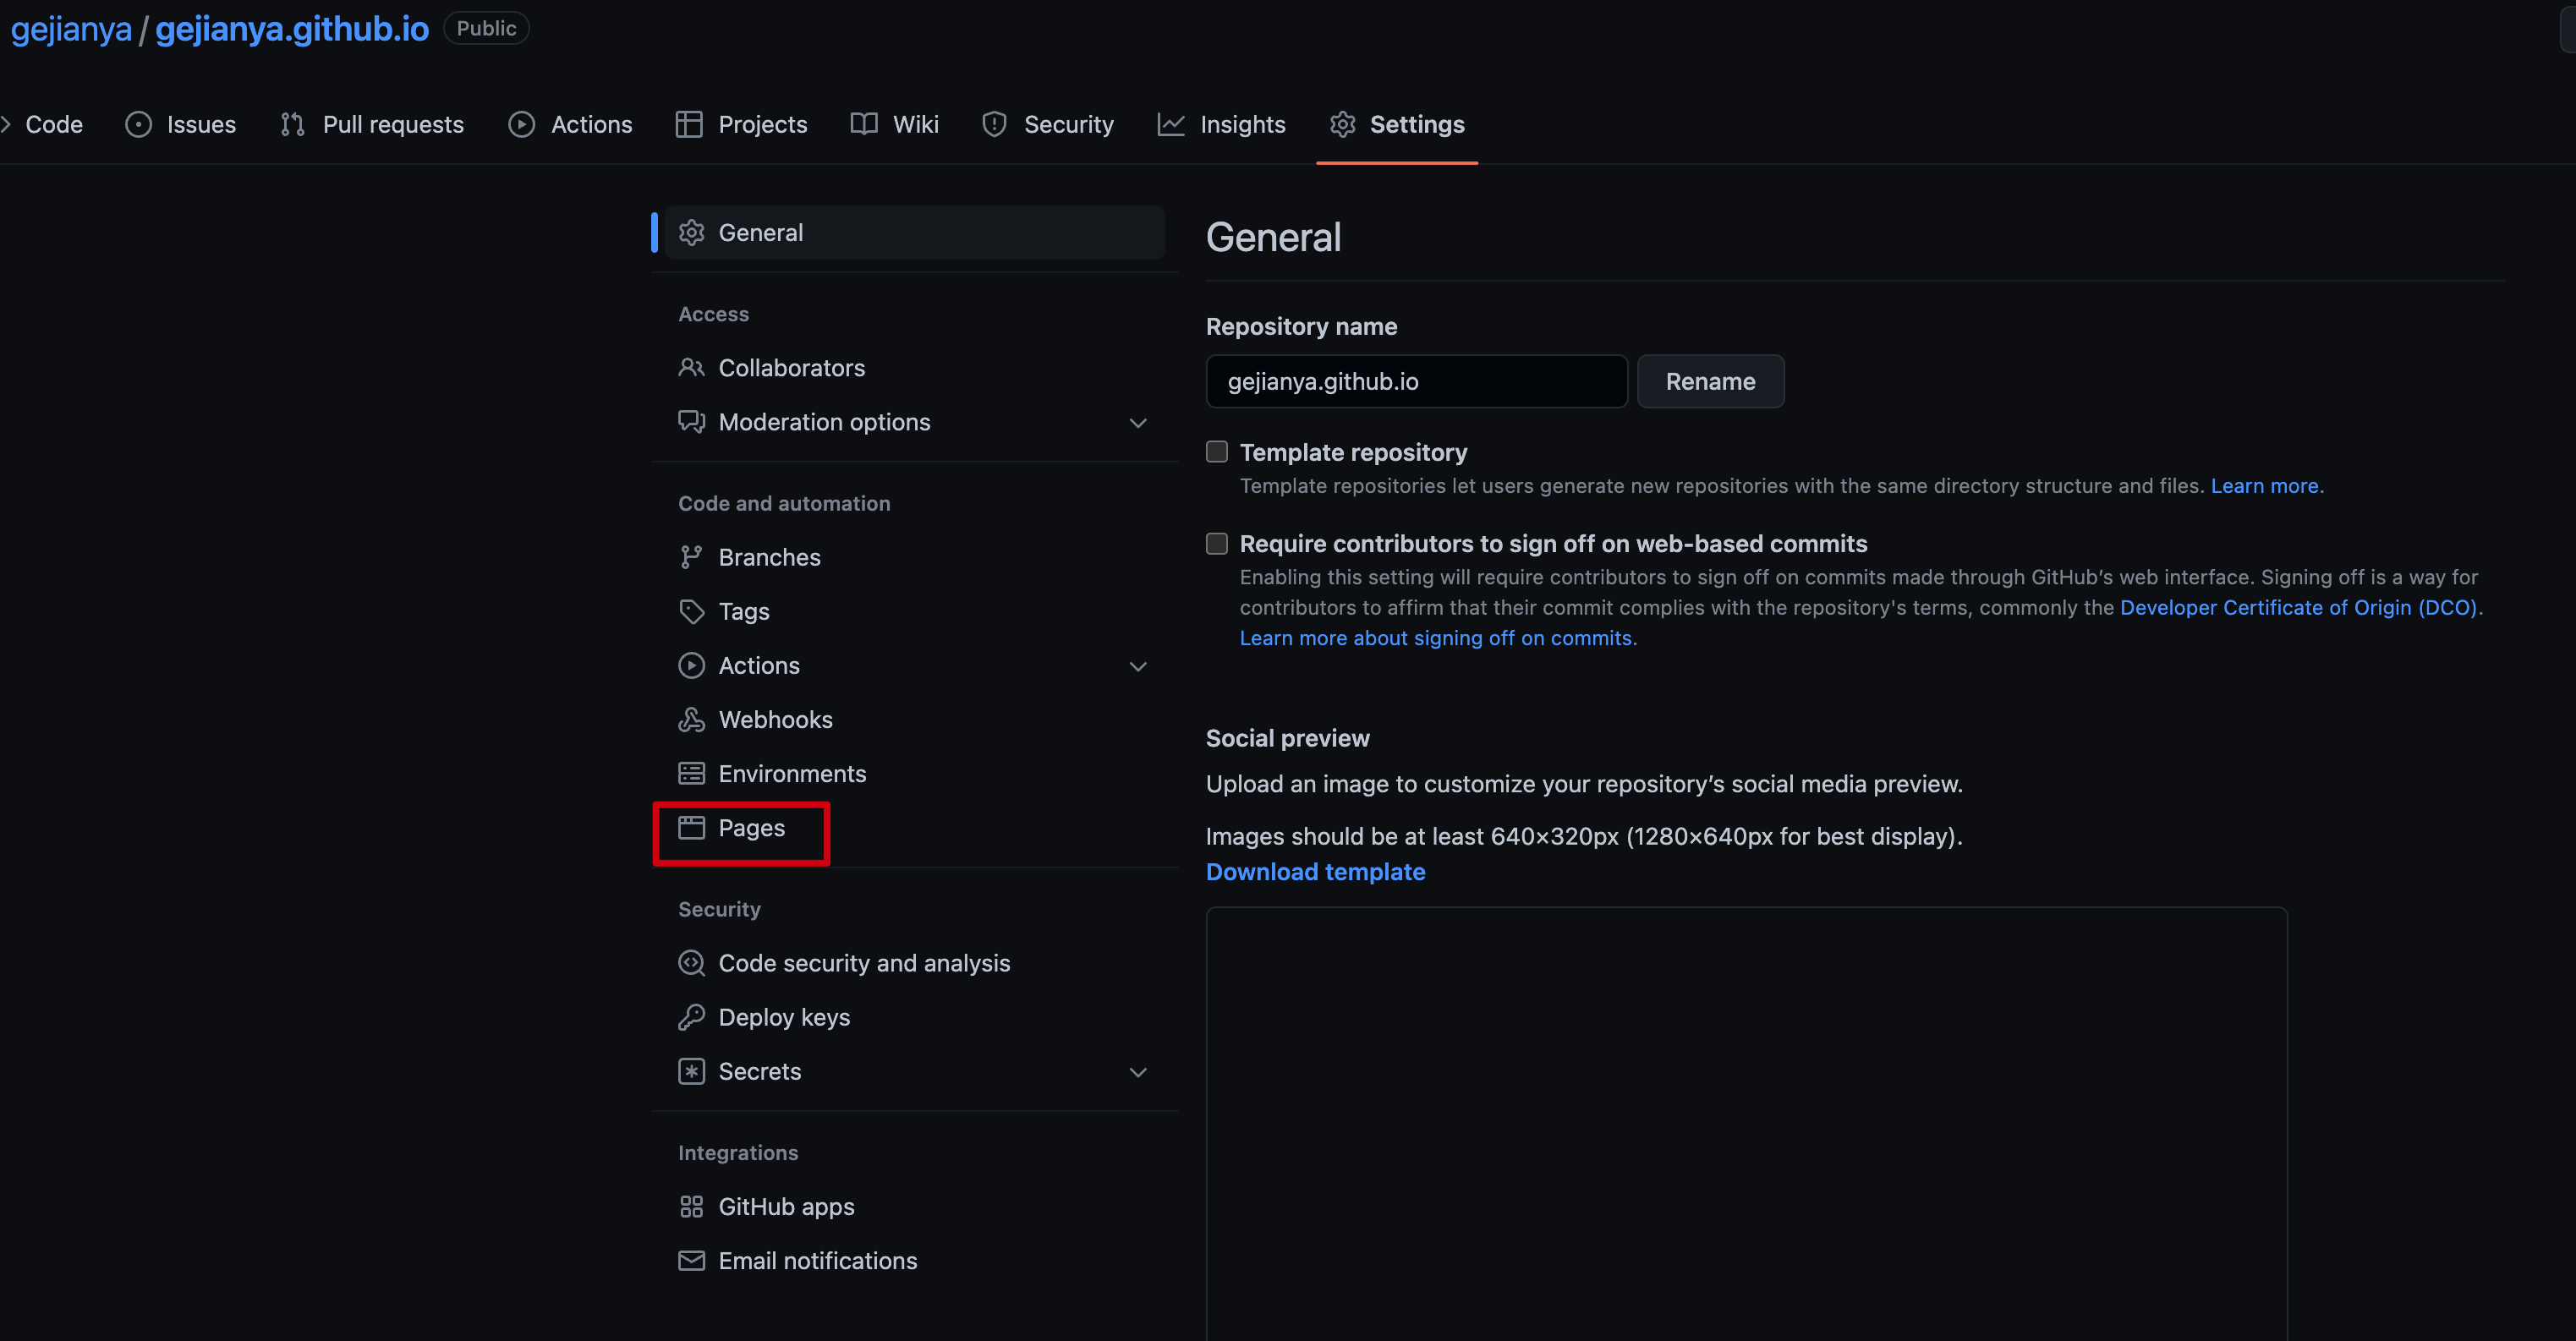 gejianya / gejianya.github.io Public
Code Issues Pull requests Actions Projects Wiki Security Insights Settings
General
Access
Collaborators
Moderation options
Code and automation
Branches
Tags
Actions
Webhooks
Environments
Pages
Security
Code security and analysis
Deploy keys
Secrets
Integrations
GitHub apps
Email notifications
General
Repository name
gejianya.github.io Rename
Template repository
Template repositories let users generate new repositories with the same directory structure and files. Learn more.
Require contributors to sign off on web-based commits
Enabling this setting will require contributors to sign off on commits made through GitHub’s web interface. Signing off is a way for
contributors to affirm that their commit complies with the repository's terms, commonly the Developer Certificate of Origin (DCO).
Learn more about signing off on commits.
Social preview
Upload an image to customize your repository’s social media preview.
Images should be at least 640×320px (1280×640px for best display).
Download template